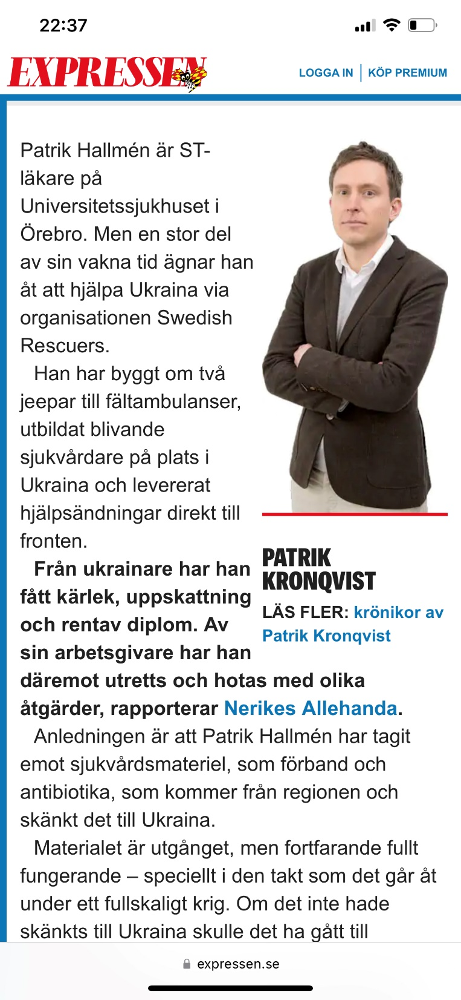 22:37
EXPRESSEN
LOGGA IN | KÖP PREMIUM
Patrik Hallmén är ST-
läkare på
Universitetssjukhuset i
Örebro. Men en stor del
av sin vakna tid ägnar han
åt att hjälpa Ukraina via
organisationen Swedish
Rescuers.
Han har byggt om två
jeepar till fältambulanser,
utbildat blivande
sjukvårdare på plats i
Ukraina och levererat
hjälpsändningar direkt till
fronten.
Från ukrainare har han
fått kärlek, uppskattning
och rentav diplom. Av
sin arbetsgivare har han
däremot utretts och hotas med olika
åtgärder, rapporterar Nerikes Allehanda.
Anledningen är att Patrik Hallmén har tagit
emot sjukvårdsmateriel, som förband och
antibiotika, som kommer från regionen och
skänkt det till Ukraina.
Materialet är utgånget, men fortfarande fullt
fungerande – speciellt i den takt som det går åt
under ett fullskaligt krig. Om det inte hade
skänkts till Ukraina skulle det ha gått till
PATRIK
KRONQVIST
LÄS FLER: krönikor av
Patrik Kronqvist
expressen.se